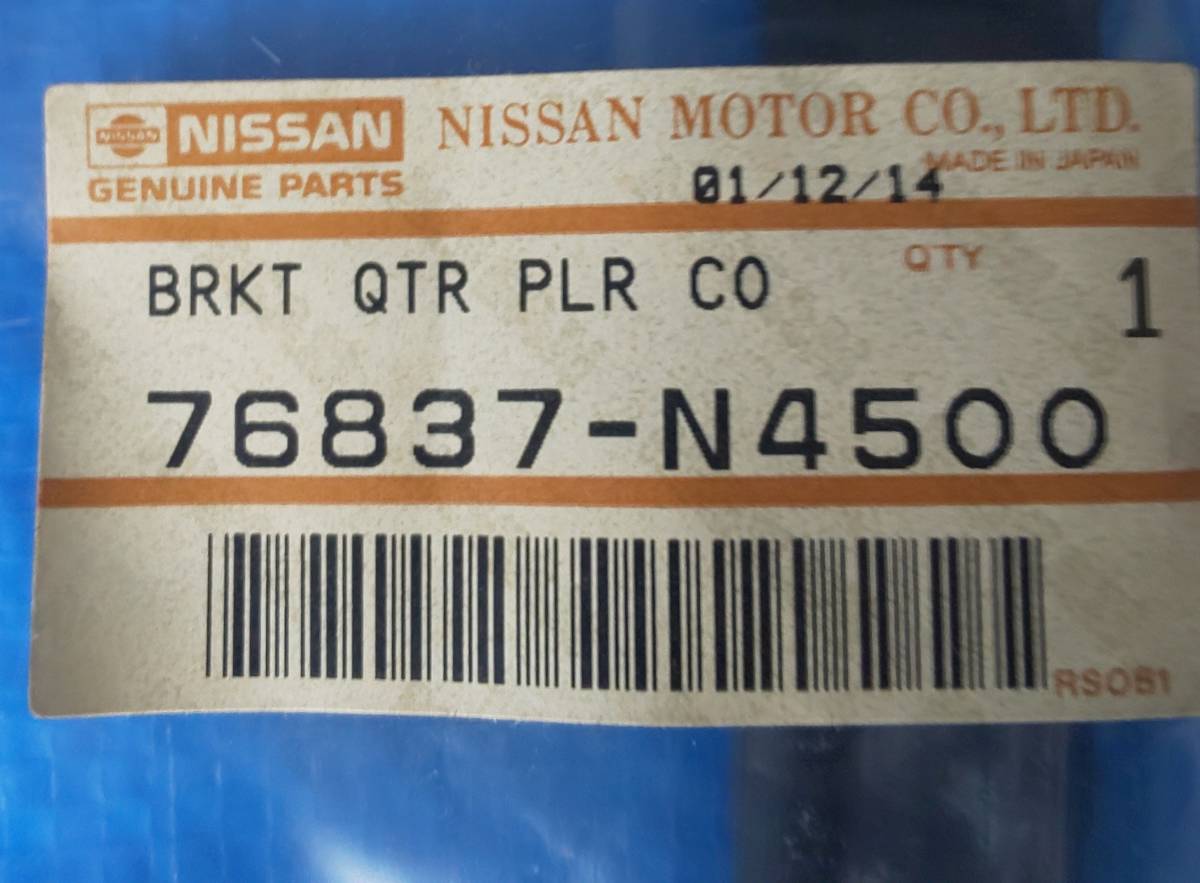 NISSAN NISSAN
GENUINE PARTS
NISSAN MOTOR CO., LTD.
MADE IN JAPAN
01/12/14
BRKT QTR PLR CO
QTY 1
76837-N4500
RSO81